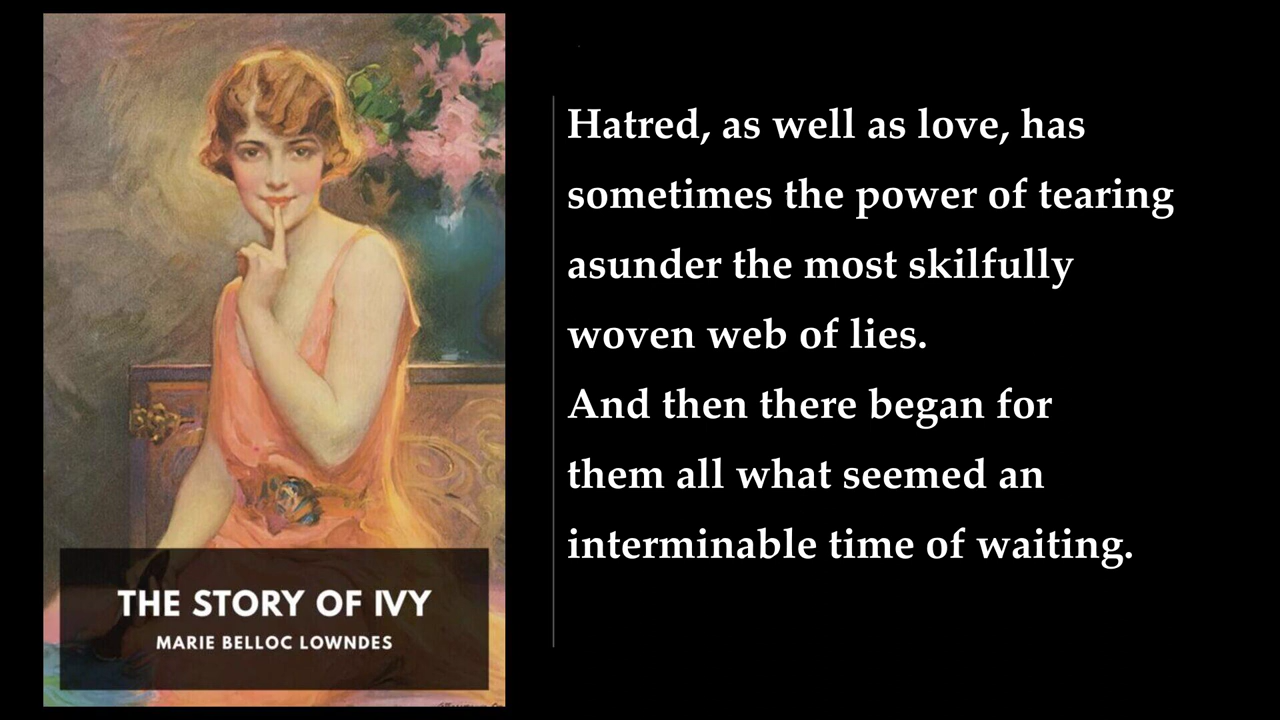 THE STORY OF IVY
MARIE BELLOC LOWNDES
Hatred, as well as love, has
sometimes the power of tearing
asunder the most skilfully
woven web of lies.
And then there began for
them all what seemed an
interminable time of waiting.